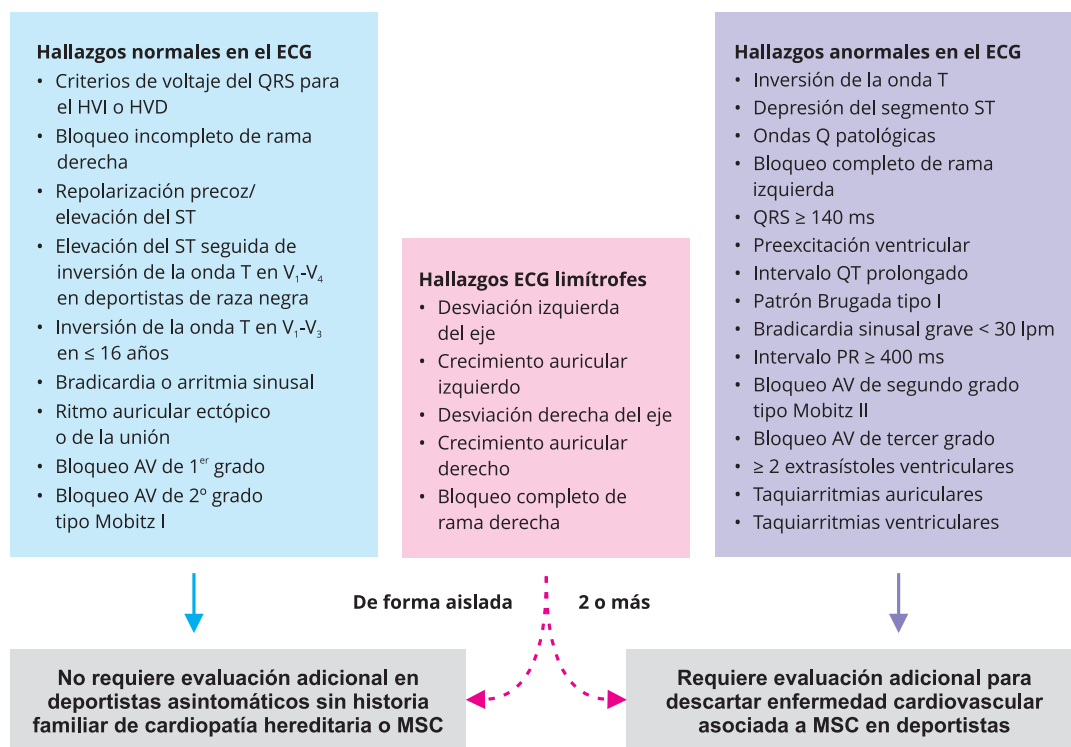 Hallazgos normales en el ECG
• Criterios de voltaje del QRS para
el HVI o HVD
• Bloqueo incompleto de rama
derecha
• Repolarización precoz/
elevación del ST
• Elevación del ST seguida de
inversión de la onda T en V₁-V₄
en deportistas de raza negra
• Inversión de la onda T en V₁-V₃
en ≤ 16 años
• Bradicardia o arritmia sinusal
• Ritmo auricular ectópico
o de la unión
• Bloqueo AV de 1ᵉʳ grado
• Bloqueo AV de 2º grado
tipo Mobitz I
Hallazgos ECG limítrofes
• Desviación izquierda
del eje
• Crecimiento auricular
izquierdo
• Desviación derecha del eje
• Crecimiento auricular
derecho
• Bloqueo completo de
rama derecha
Hallazgos anormales en el ECG
• Inversión de la onda T
• Depresión del segmento ST
• Ondas Q patológicas
• Bloqueo completo de rama
izquierda
• QRS ≥ 140 ms
• Preexcitación ventricular
• Intervalo QT prolongado
• Patrón Brugada tipo I
• Bradicardia sinusal grave < 30 lpm
• Intervalo PR ≥ 400 ms
• Bloqueo AV de segundo grado
tipo Mobitz II
• Bloqueo AV de tercer grado
• ≥ 2 extrasístoles ventriculares
• Taquiarritmias auriculares
• Taquiarritmias ventriculares
De forma aislada
2 o más
No requiere evaluación adicional en
deportistas asintomáticos sin historia
familiar de cardiopatía hereditaria o MSC
Requiere evaluación adicional para
descartar enfermedad cardiovascular
asociada a MSC en deportistas